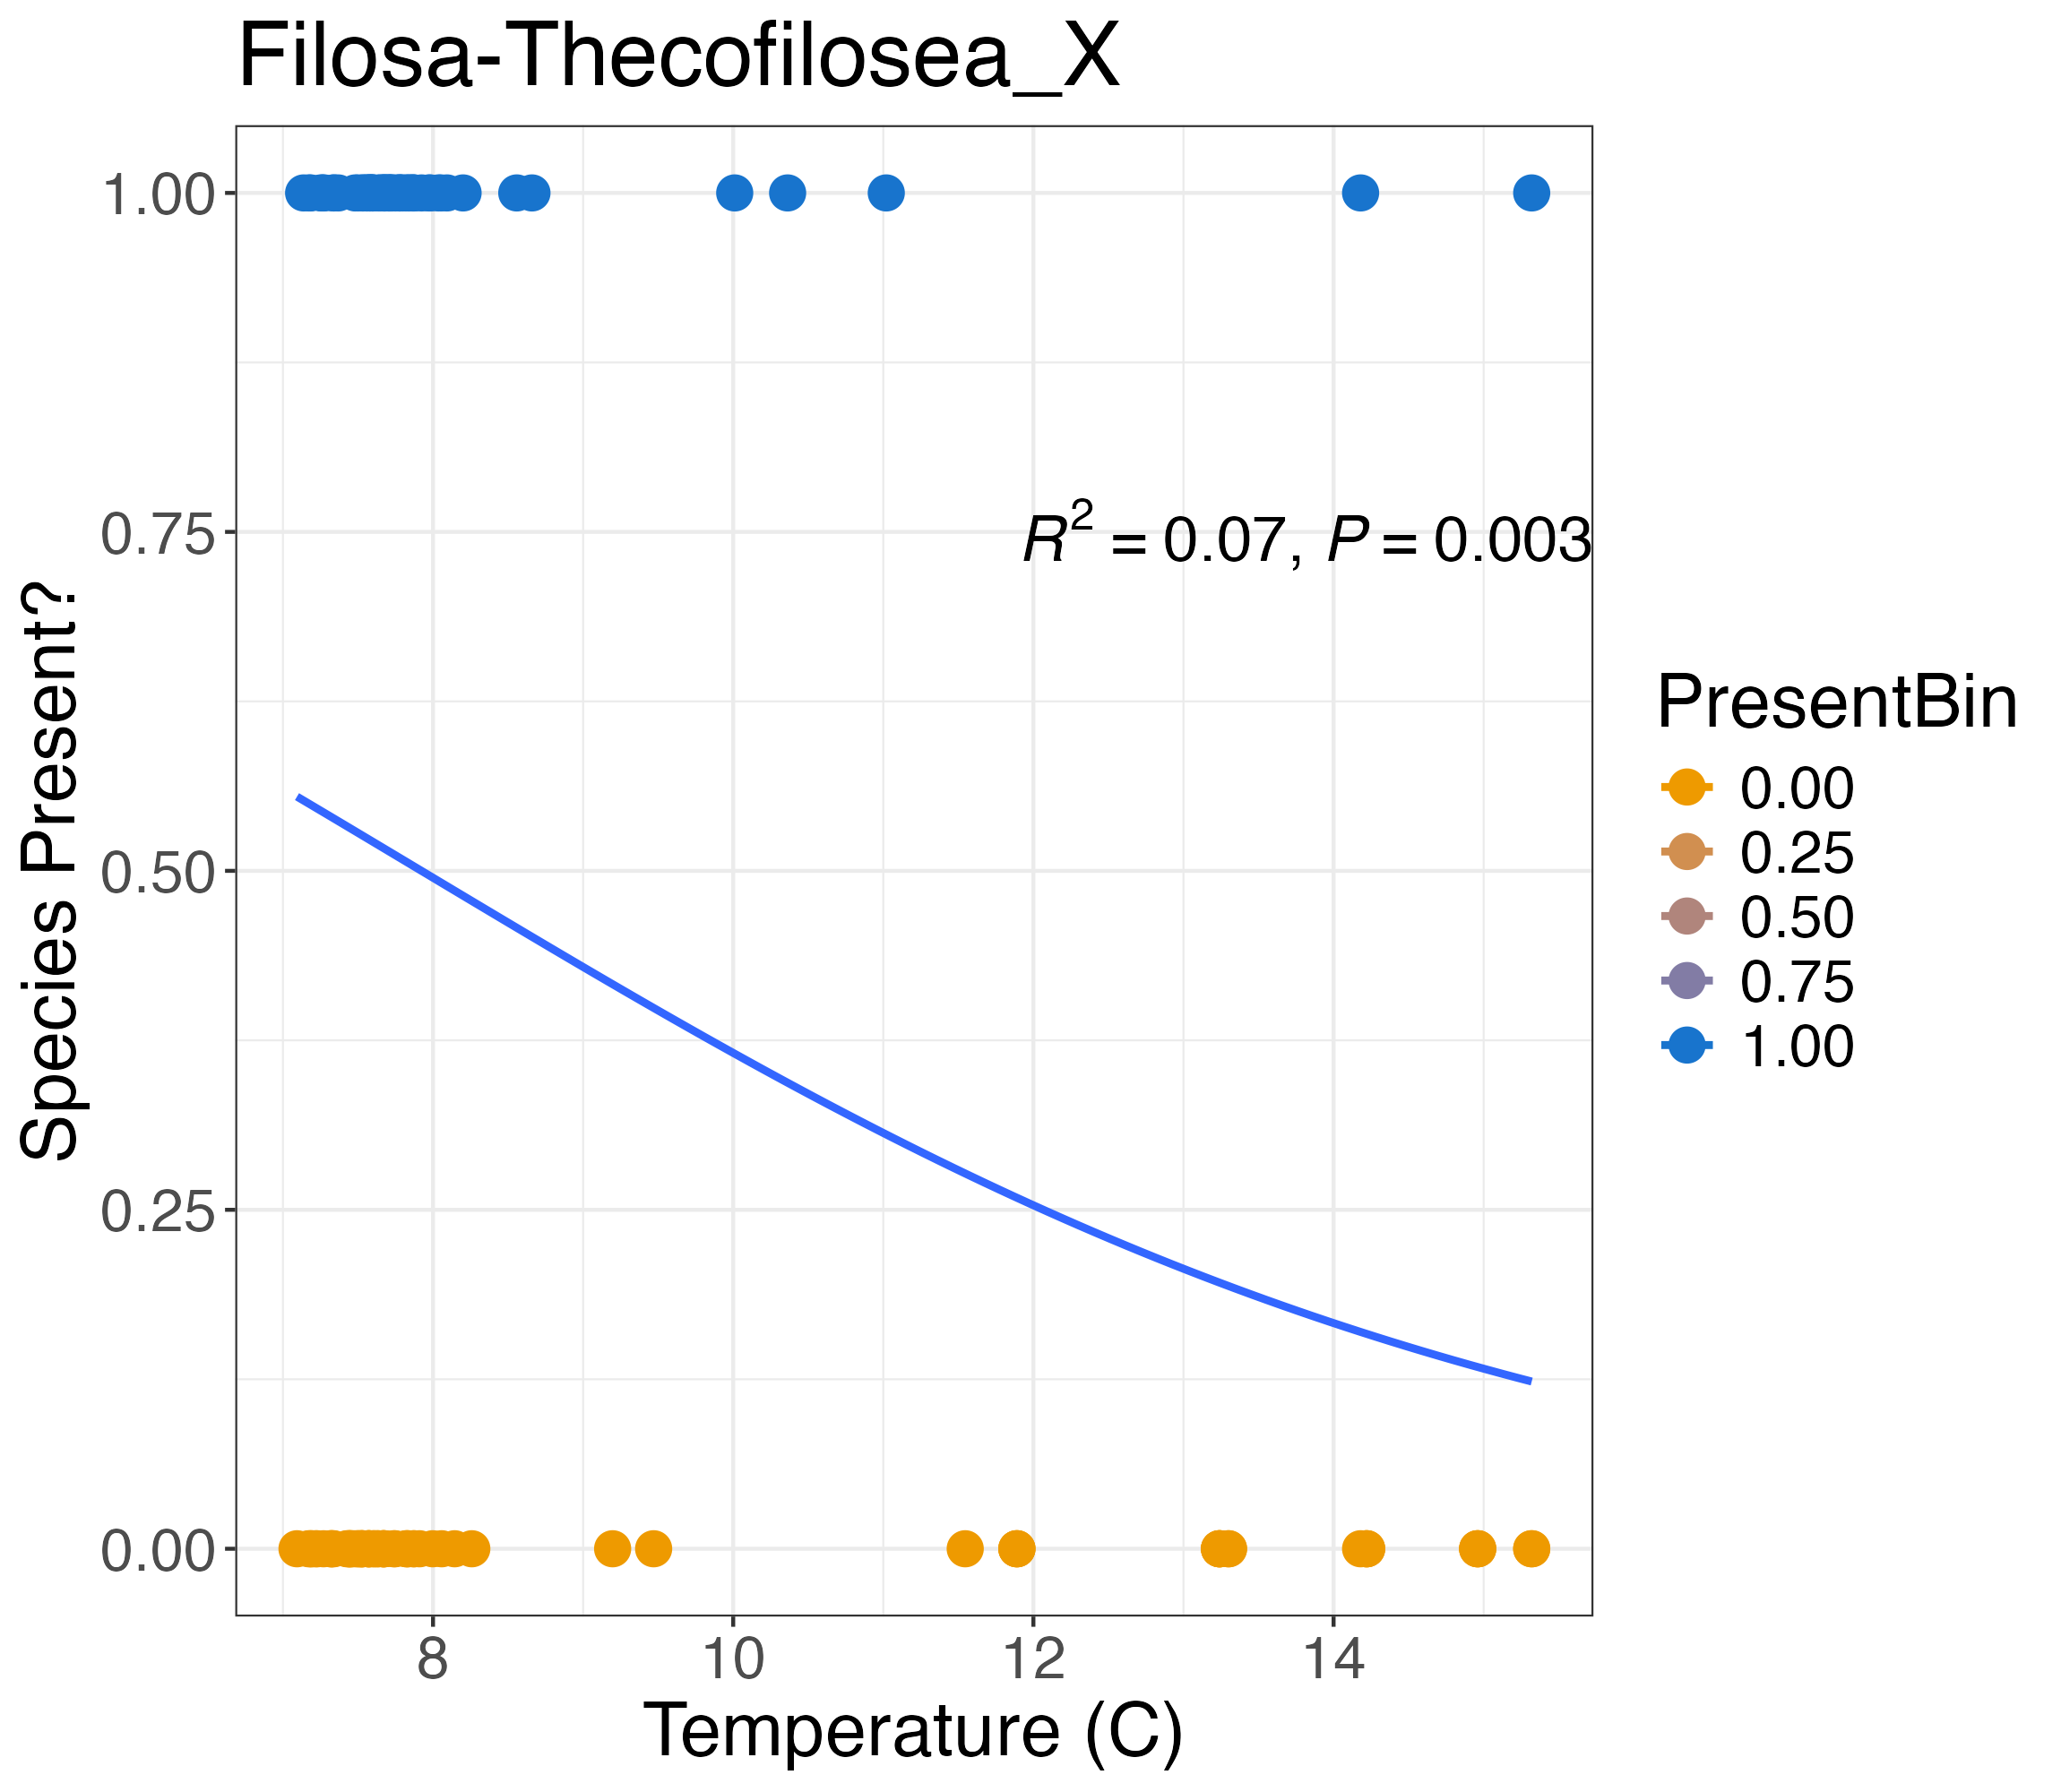 Filosa-Thecofilosea_X
1.00
0.75
0.50
0.25
0.00
Species Present?
R² = 0.07, P = 0.003
8 10 12 14
Temperature (C)
PresentBin
0.00
0.25
0.50
0.75
1.00